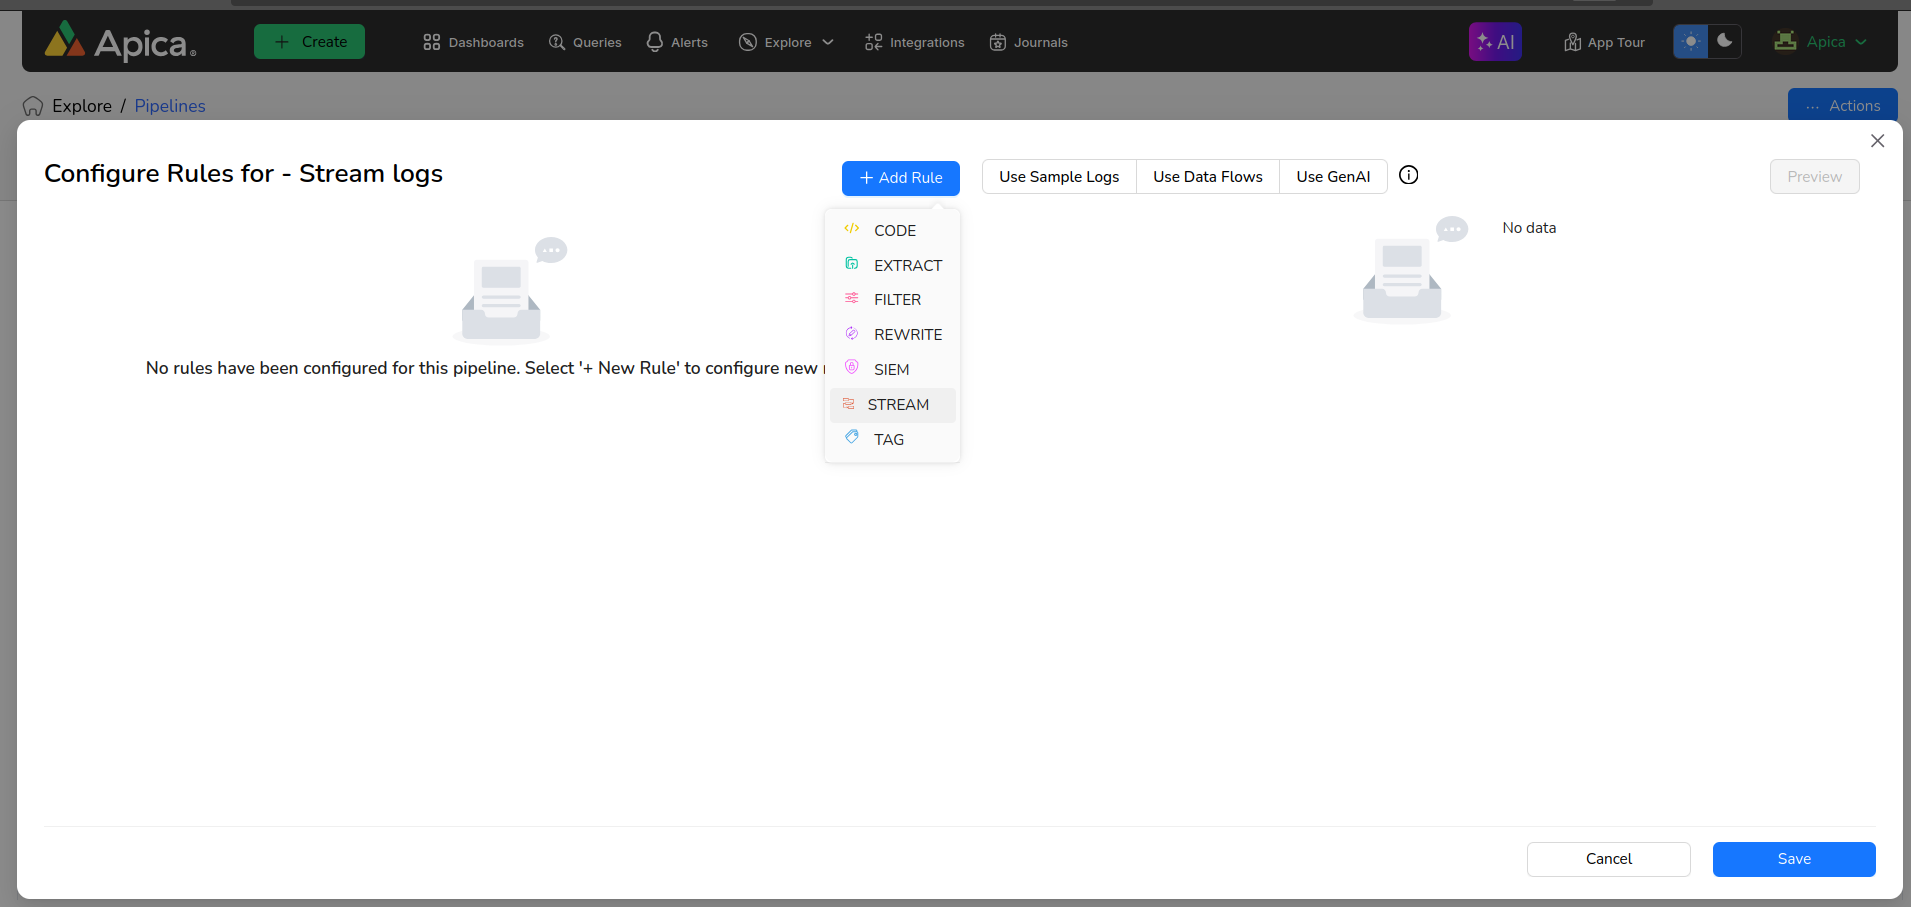 Apica
Create
Dashboards
Queries
Alerts
Explore
Integrations
Journals
AI
App Tour
Apica
Explore / Pipelines
Actions
Configure Rules for - Stream logs
Add Rule
Use Sample Logs
Use Data Flows
Use GenAI
Preview
CODE
EXTRACT
FILTER
REWRITE
SIEM
STREAM
TAG
No data
No rules have been configured for this pipeline. Select '+ New Rule' to configure new
Cancel
Save